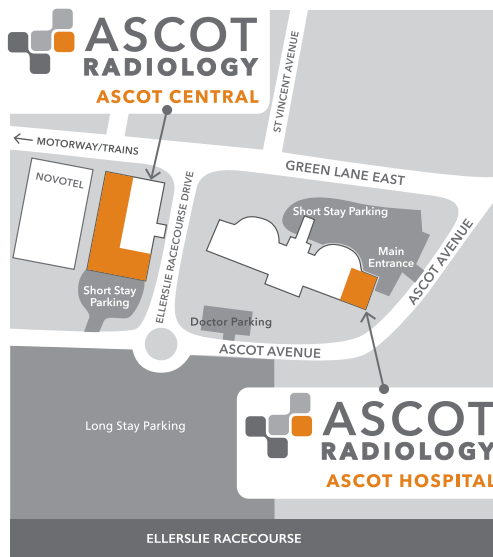 ASCOT
RADIOLOGY
ASCOT CENTRAL
ST VINCENT AVENUE
← MOTORWAY/TRAINS
GREEN LANE EAST
NOVOTEL
ELLERSLIE RACECOURSE DRIVE
Short Stay Parking
Main
Entrance
ASCOT AVENUE
Short Stay
Parking
Doctor Parking
ASCOT AVENUE
Long Stay Parking
ASCOT
RADIOLOGY
ASCOT HOSPITAL
ELLERSLIE RACECOURSE